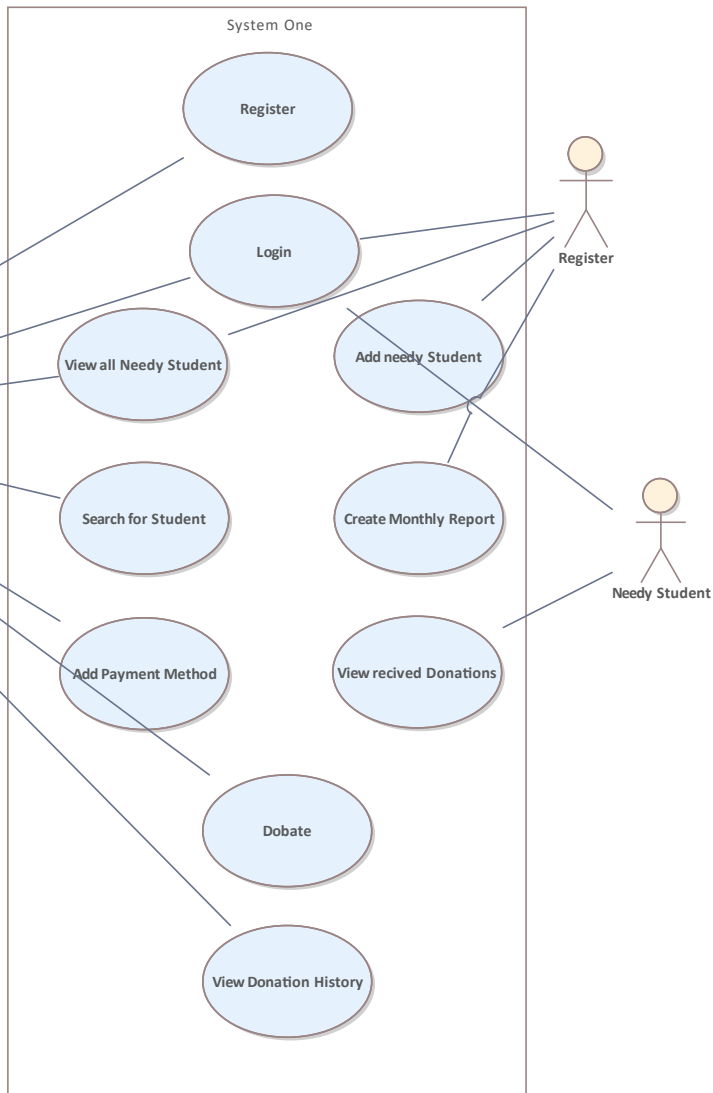 System One
Register
Login
Register
View all Needy Student
Add needy Student
Search for Student
Create Monthly Report
Needy Student
Add Payment Method
View recived Donations
Dobate
View Donation History